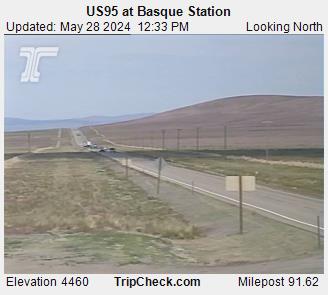 US95 at Basque Station
Updated: May 28 2024 12:33 PM Looking North
Elevation 4460 TripCheck.com Milepost 91.62